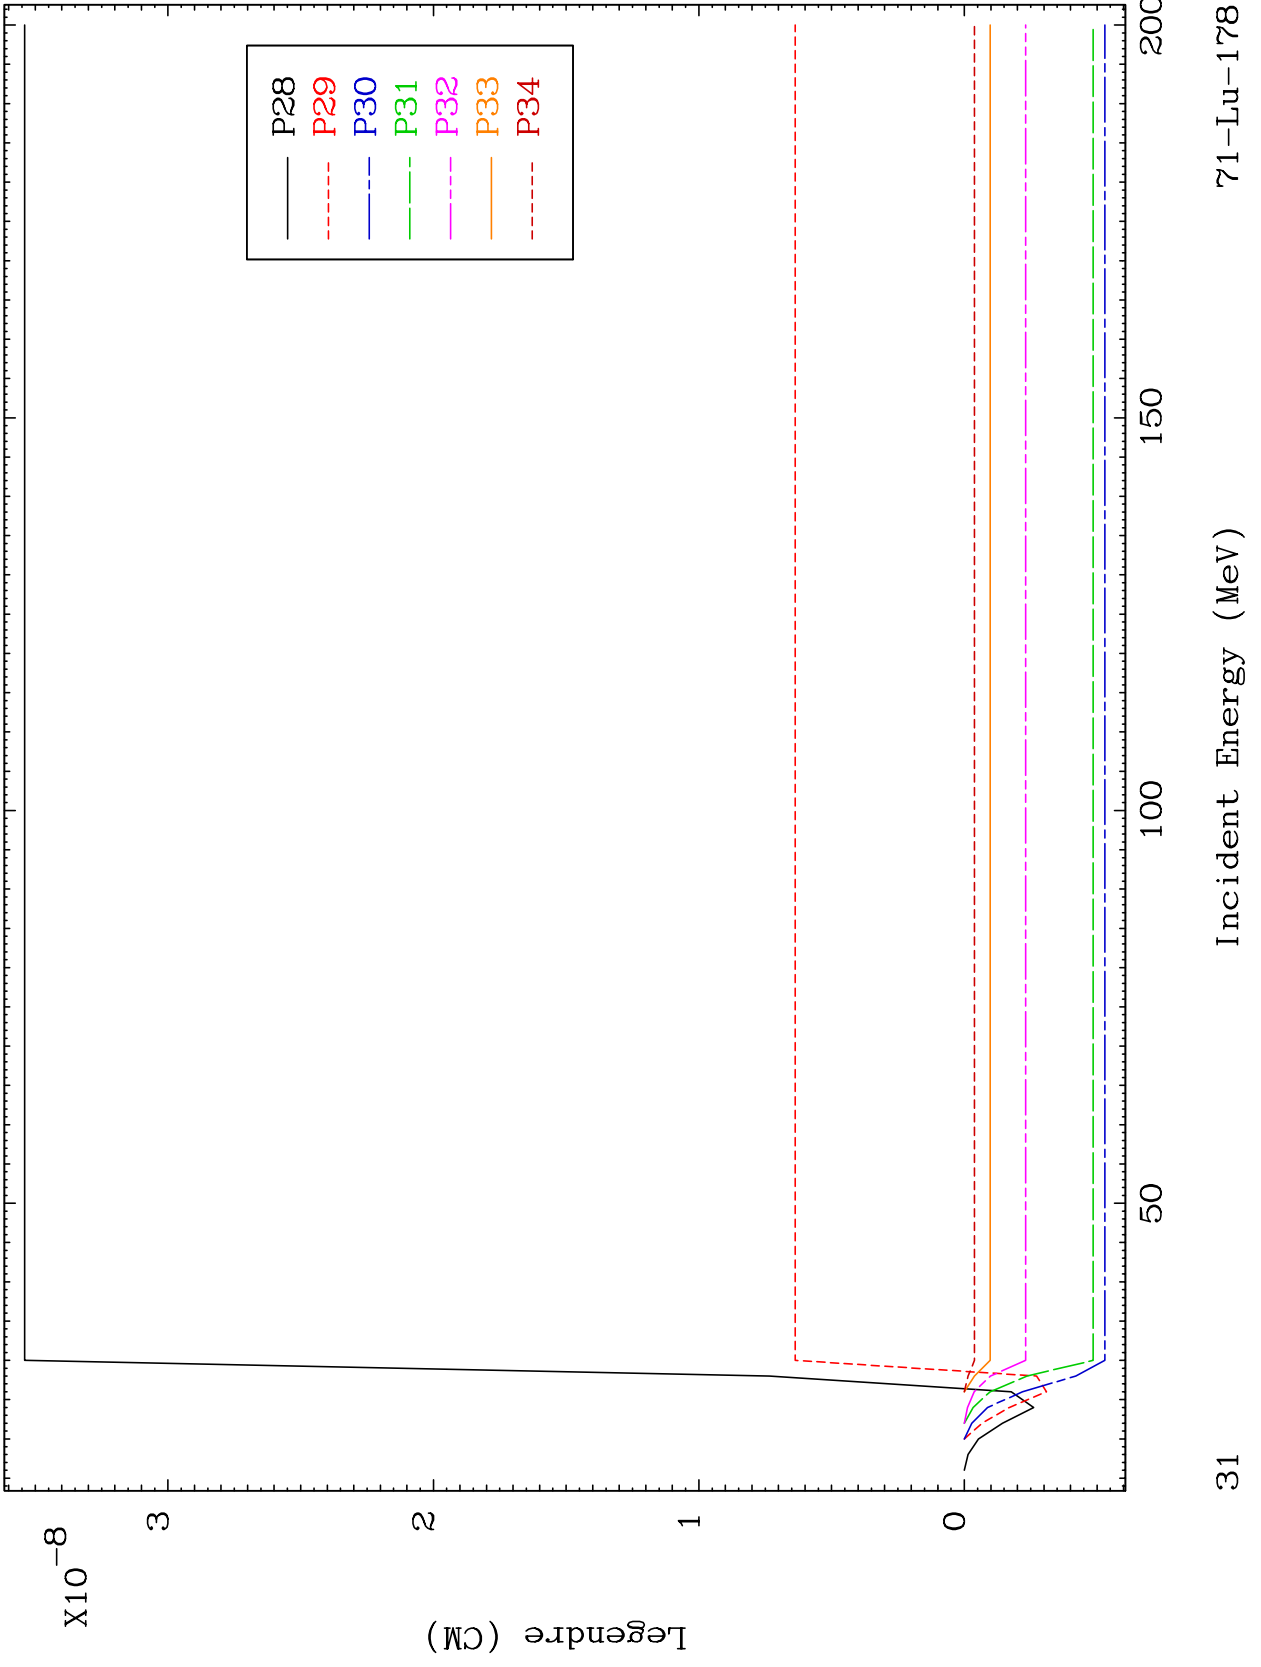 X10-8
Legendre (CM)
3
2
1
0
50
100
150
200
Incident Energy (MeV)
P28
P29
P30
P31
P32
P33
P34
31
71-Lu-178